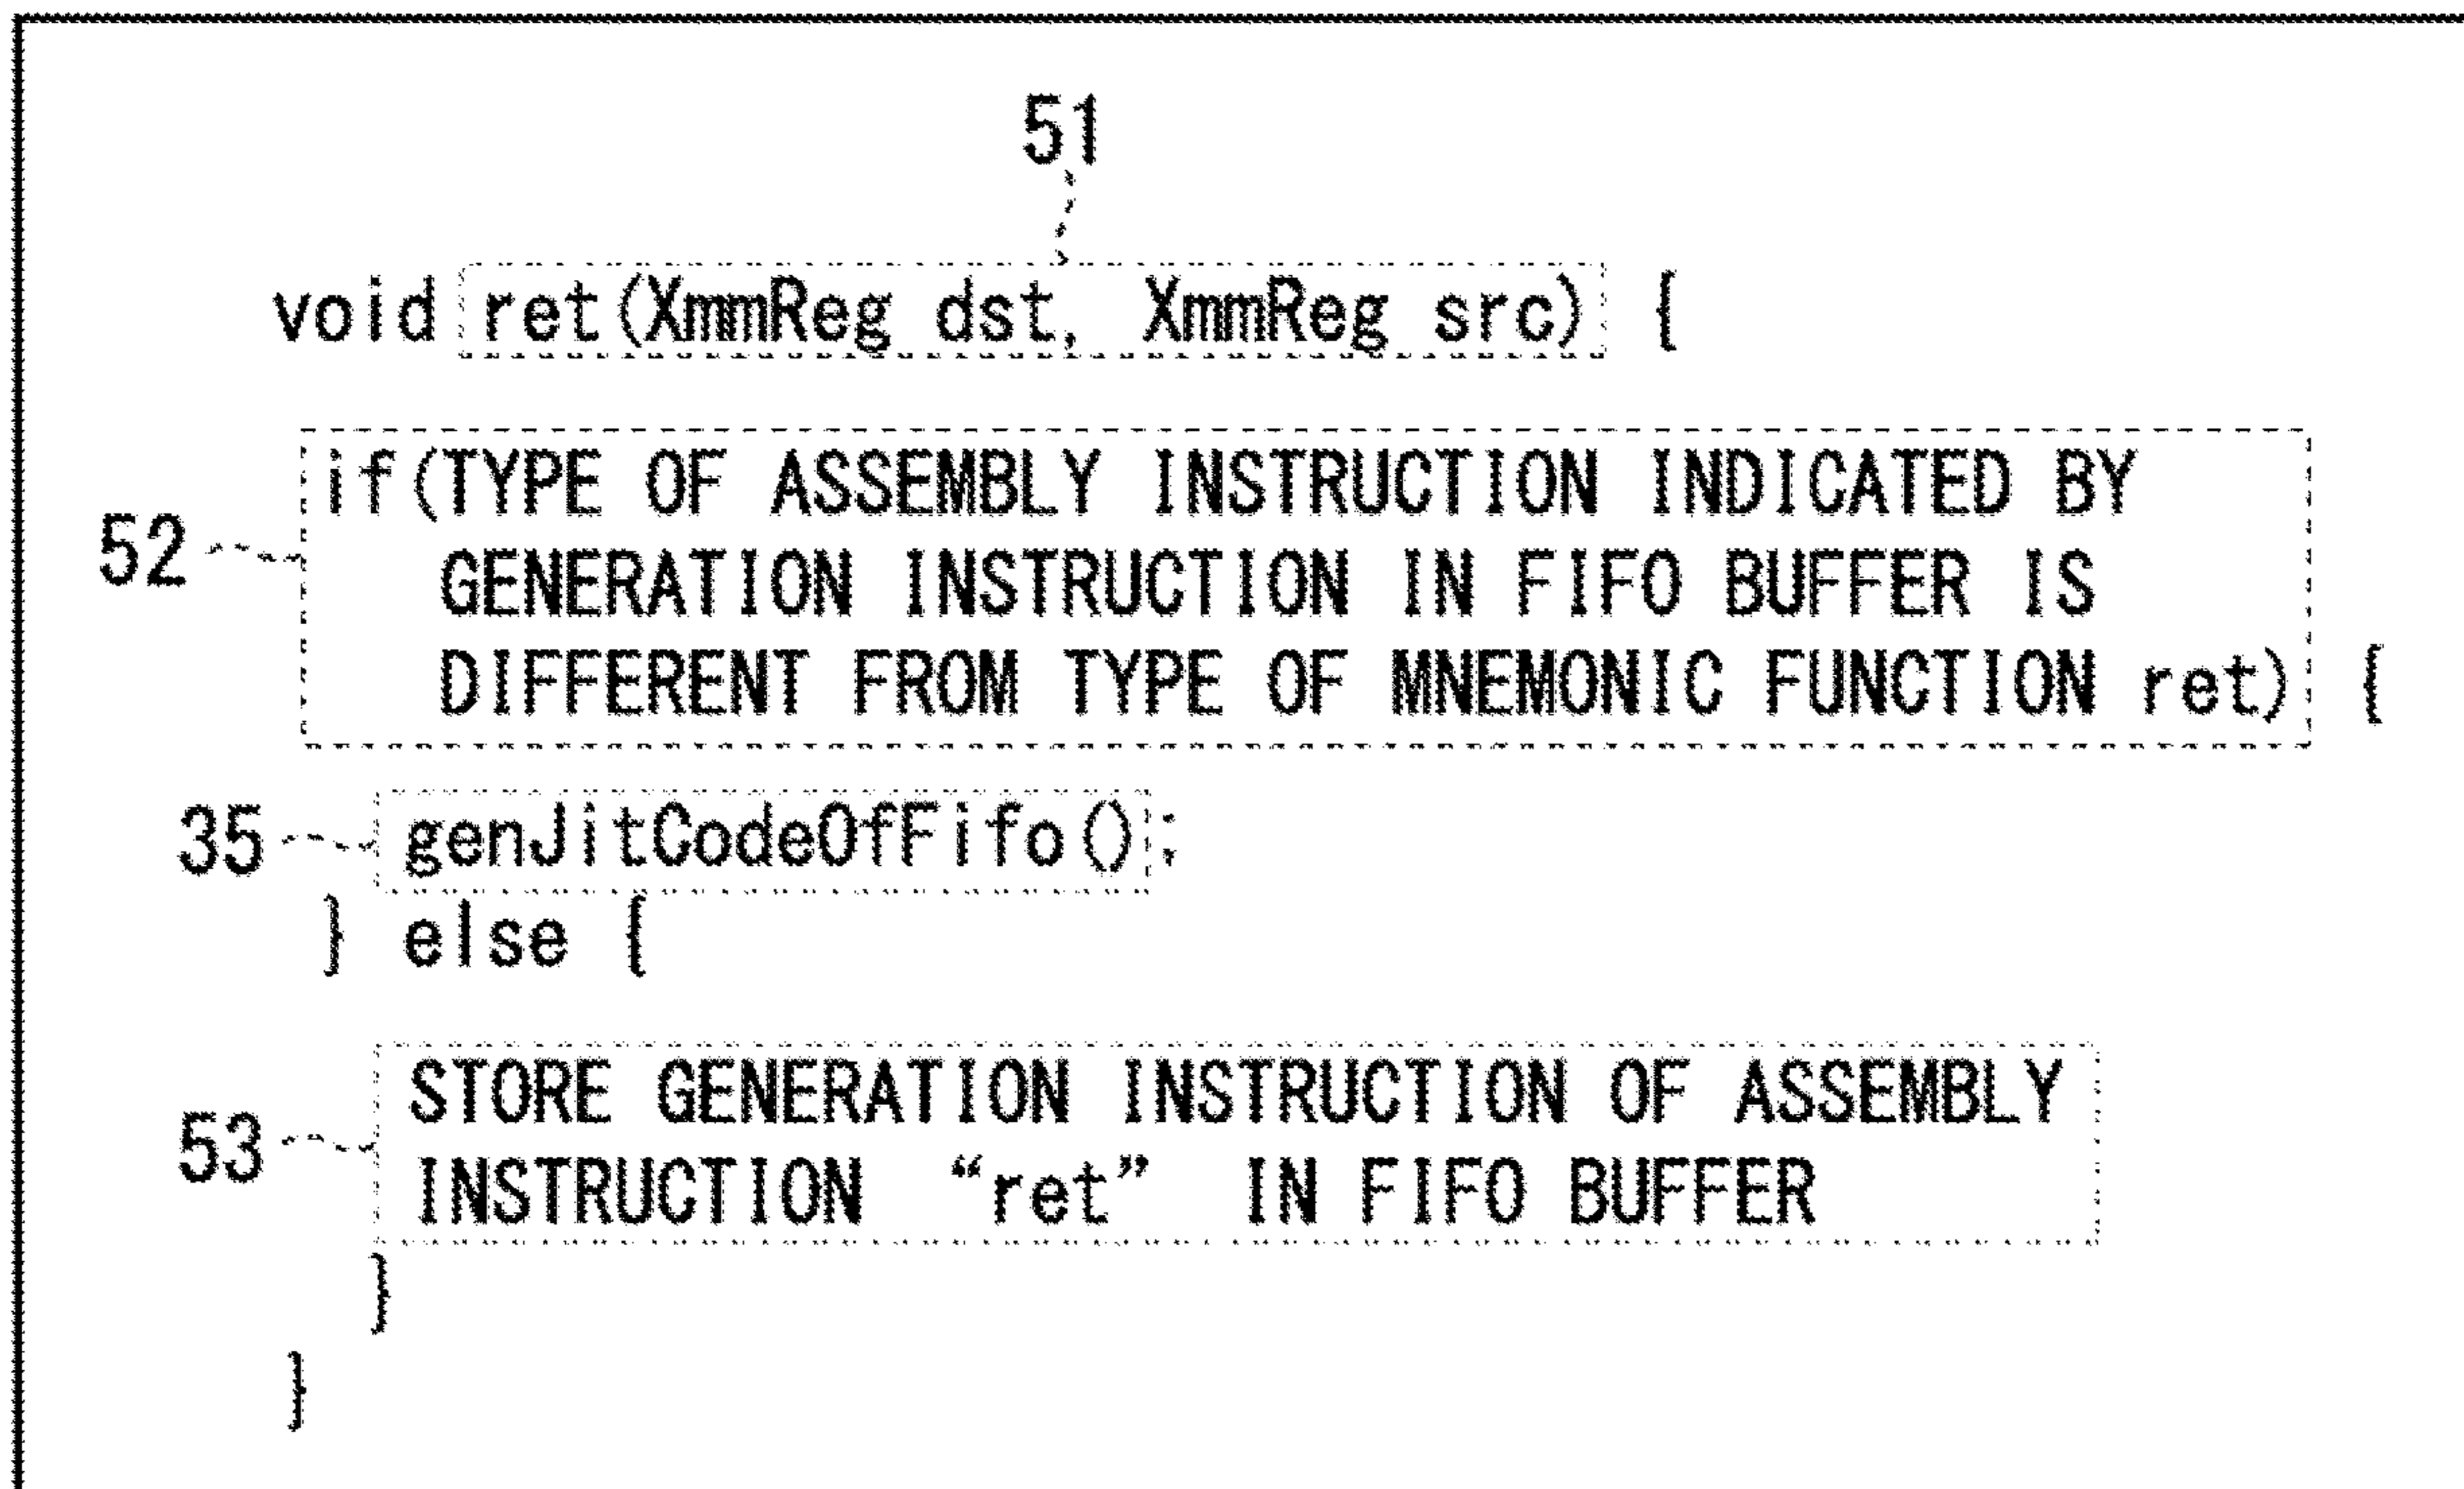 51
void ret(XmmReg dst, XmmReg src) {
if(TYPE OF ASSEMBLY INSTRUCTION INDICATED BY
52 GENERATION INSTRUCTION IN FIFO BUFFER IS
DIFFERENT FROM TYPE OF MNEMONIC FUNCTION ret) {
35 genJitCodeOfFifo();
} else {
STORE GENERATION INSTRUCTION OF ASSEMBLY
53 INSTRUCTION “ret” IN FIFO BUFFER
}
}